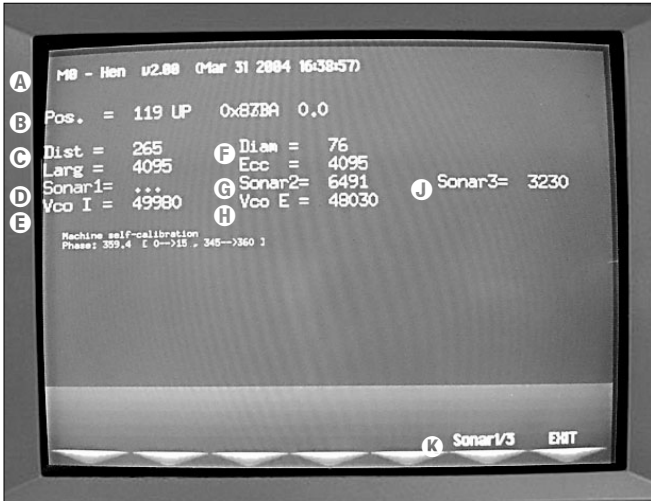 A M0 - Hen v2.00 (Mar 31 2004 16:38:57)
B Pos. = 119 UP 0x87BA 0.0
C Dist = 265 F Diam = 76
Larg = 4095 Ecc = 4095
D Sonar1= ... G Sonar2= 6491 J Sonar3= 3230
E Vco I = 49980 H Vco E = 48030
Machine self-calibration
Phase: 359.4 [ 0-->15 , 345-->360 ]
K Sonar1/3 EXIT